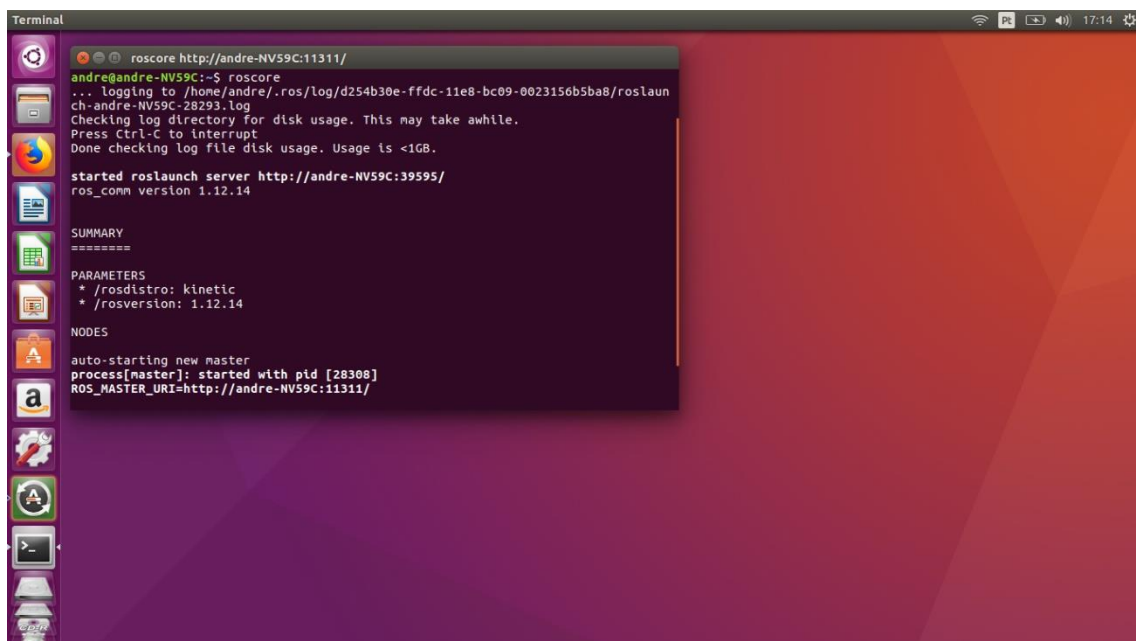 Terminal
Pt
17:14
roscore http://andre-NV59C:11311/
andre@andre-NV59C:~$ roscore
... logging to /home/andre/.ros/log/d254b30e-ffdc-11e8-bc09-0023156b5ba8/roslaun
ch-andre-NV59C-28293.log
Checking log directory for disk usage. This may take awhile.
Press Ctrl-C to interrupt
Done checking log file disk usage. Usage is <1GB.
started roslaunch server http://andre-NV59C:39595/
ros_comm version 1.12.14
SUMMARY
========
PARAMETERS
* /rosdistro: kinetic
* /rosversion: 1.12.14
NODES
auto-starting new master
process[master]: started with pid [28308]
ROS_MASTER_URI=http://andre-NV59C:11311/
a